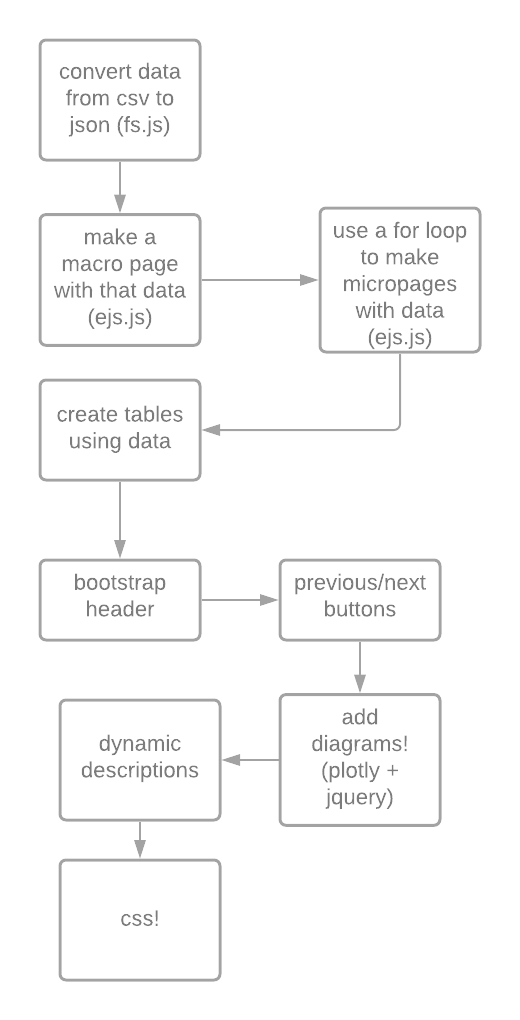 convert data
from csv to
json (fs.js)
make a
macro page
with that data
(ejs.js)
use a for loop
to make
micropages
with data
(ejs.js)
create tables
using data
bootstrap
header
previous/next
buttons
add
diagrams!
(plotly +
jquery)
dynamic
descriptions
css!